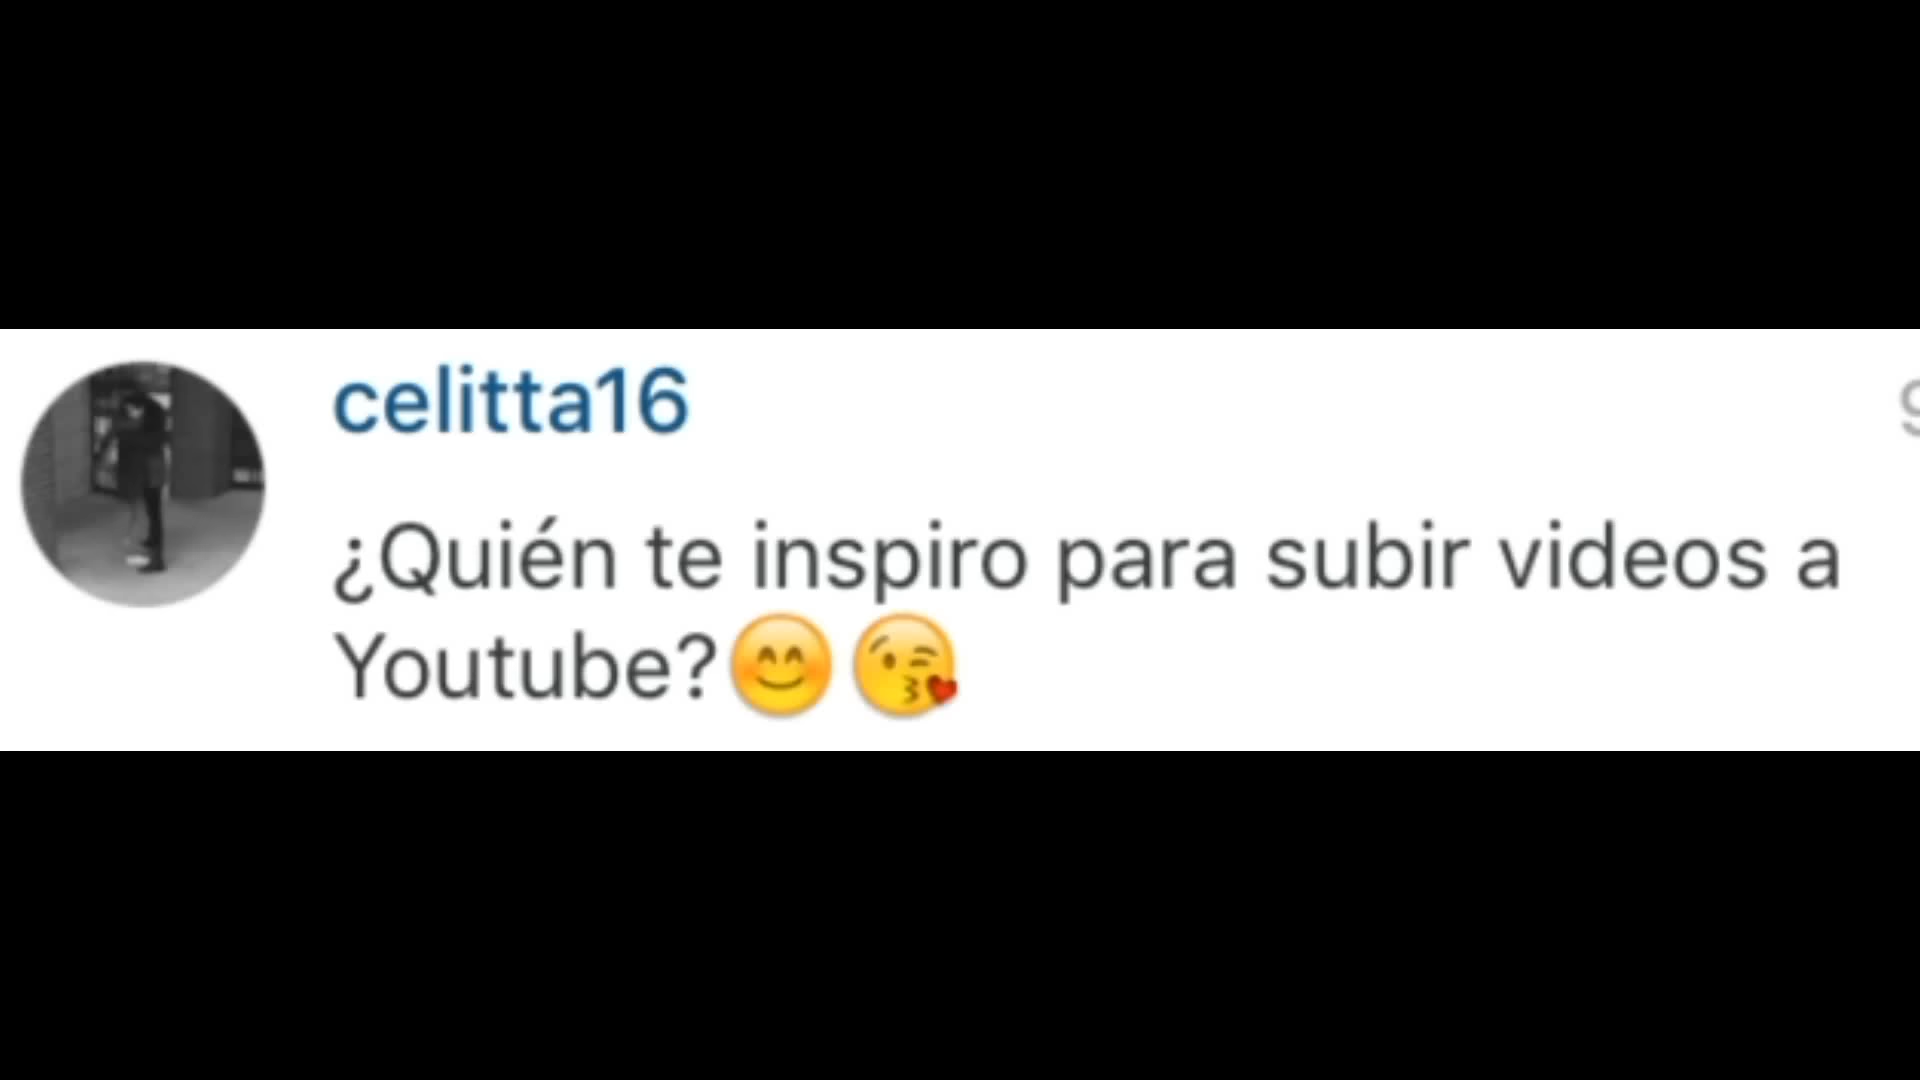 celitta16
¿Quién te inspiro para subir videos a
Youtube?😊😘